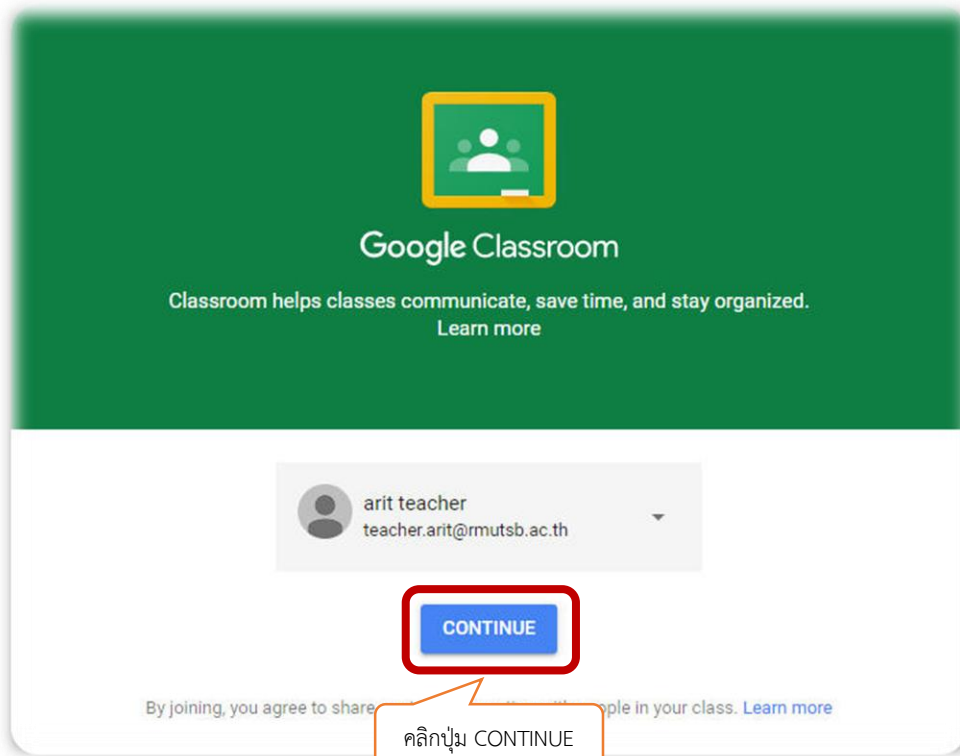 Google Classroom
Classroom helps classes communicate, save time, and stay organized.
Learn more
arit teacher
teacher.arit@rmutsb.ac.th
CONTINUE
By joining, you agree to share in your class. Learn more
คลิกปุ่ม CONTINUE